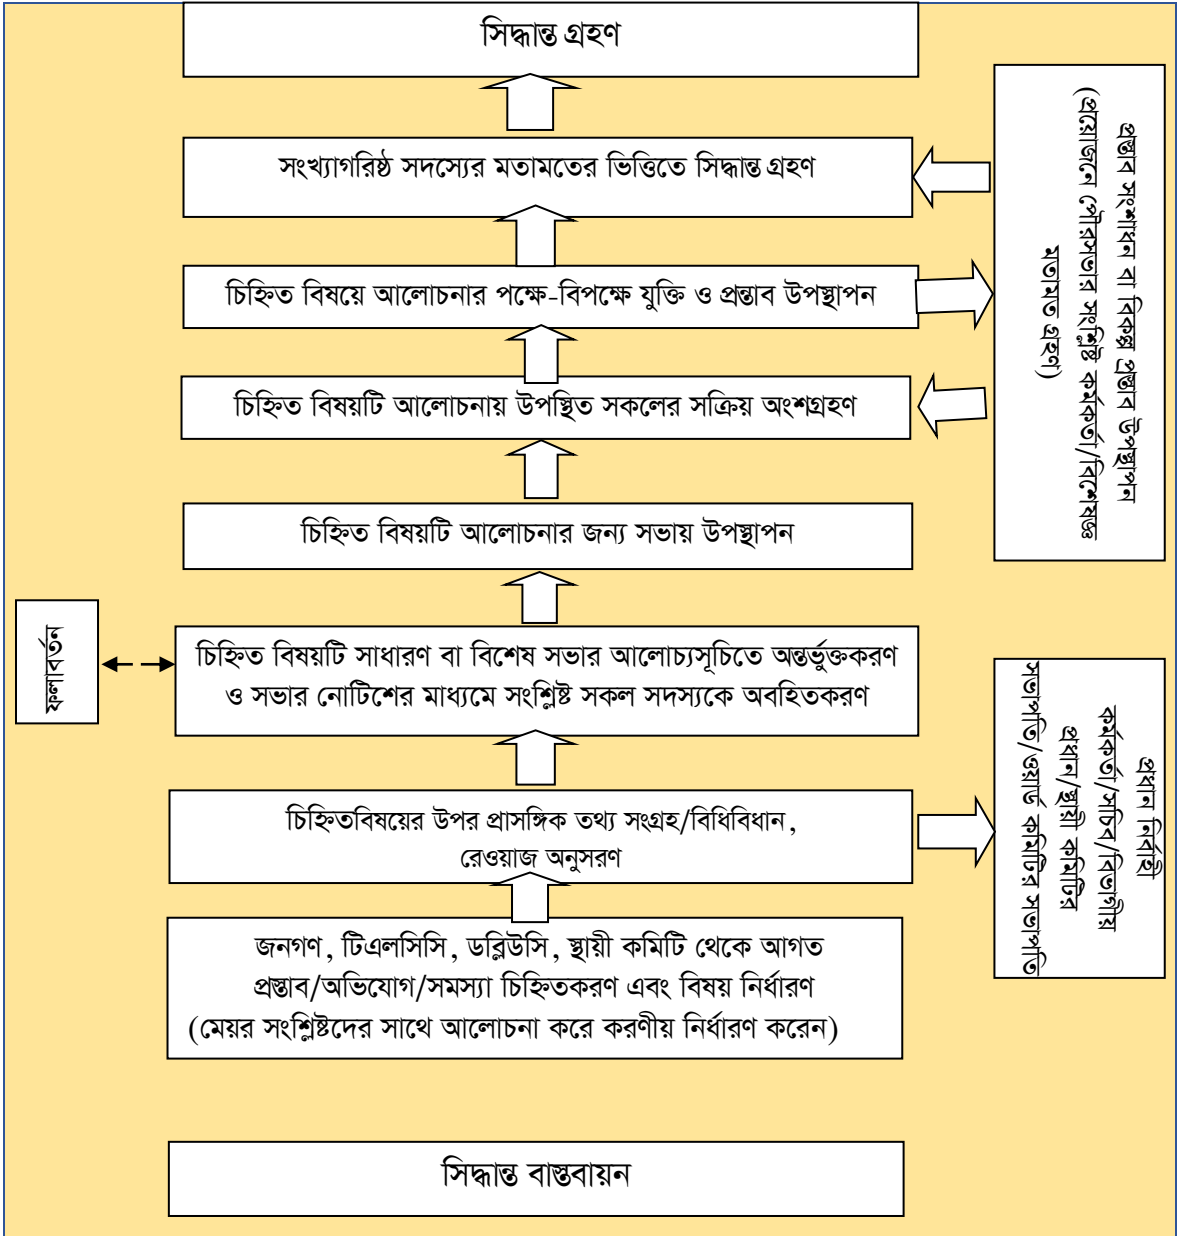 সিদ্ধান্ত গ্রহণ
সংখ্যাগরিষ্ঠ সদস্যের মতামতের ভিত্তিতে সিদ্ধান্ত গ্রহণ
চিহ্নিত বিষয়ে আলোচনার পক্ষে-বিপক্ষে যুক্তি ও প্রস্তাব উপস্থাপন
চিহ্নিত বিষয়টি আলোচনায় উপস্থিত সকলের সক্রিয় অংশগ্রহণ
প্রস্তাব সংশোধন বা বিকল্প প্রস্তাব উপস্থাপন
(প্রয়োজনে পৌরসভার সংশ্লিষ্ট কর্মকর্তা/বিশেষজ্ঞ
মতামত গ্রহণ)
চিহ্নিত বিষয়টি আলোচনার জন্য সভায় উপস্থাপন
ফলাবর্তন
চিহ্নিত বিষয়টি সাধারণ বা বিশেষ সভার আলোচ্যসূচিতে অন্তর্ভুক্তকরণ
ও সভার নোটিশের মাধ্যমে সংশ্লিষ্ট সকল সদস্যকে অবহিতকরণ
চিহ্নিতবিষয়ের উপর প্রাসঙ্গিক তথ্য সংগ্রহ/বিধিবিধান,
রেওয়াজ অনুসরণ
প্রধান নির্বাহী
কর্মকর্তা/সচিব/বিভাগীয়
প্রধান/স্থায়ী কমিটির
সভাপতি/ওয়ার্ড কমিটির সভাপতি
জনগণ, টিএলসিসি, ডব্লিউসি, স্থায়ী কমিটি থেকে আগত
প্রস্তাব/অভিযোগ/সমস্যা চিহ্নিতকরণ এবং বিষয় নির্ধারণ
(মেয়র সংশ্লিষ্টদের সাথে আলোচনা করে করণীয় নির্ধারণ করেন)
সিদ্ধান্ত বাস্তবায়ন